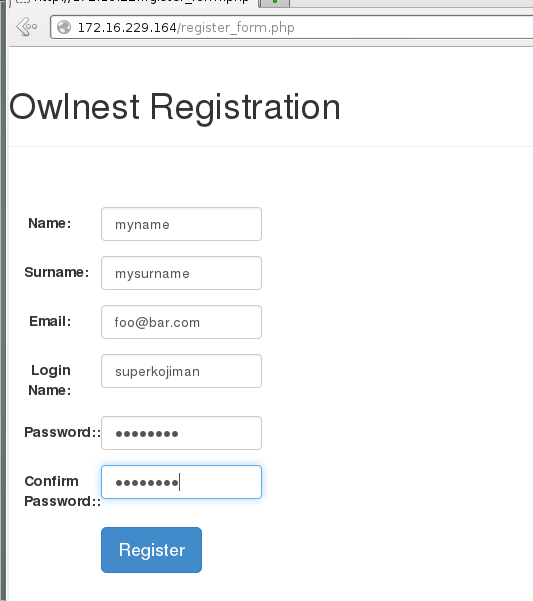 172.16.229.164/register_form.php
Owlnest Registration
Name: myname
Surname: mysurname
Email: foo@bar.com
Login
Name: superkojiman
Password:: ●●●●●●●●
Confirm
Password:: ●●●●●●●●
Register